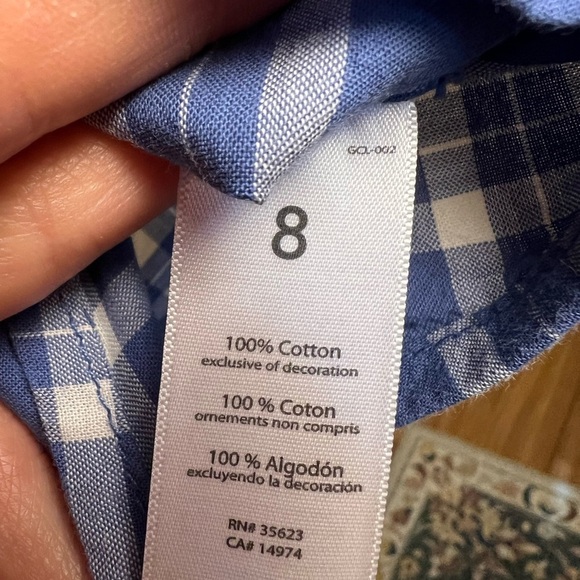 GCL-002
8
100% Cotton
exclusive of decoration
100 % Coton
ornements non compris
100 % Algodón
excluyendo la decoración
RN# 35623
CA# 14974